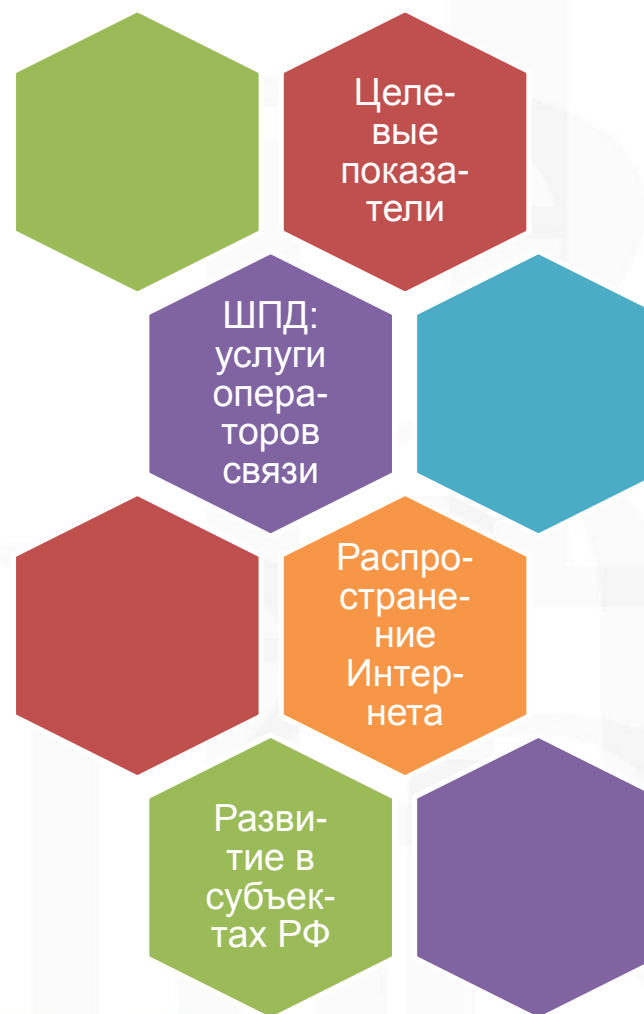 Целе-
вые
показа-
тели
ШПД:
услуги
опера-
торов
связи
Распро-
стране-
ние
Интер-
нета
Разви-
тие в
субъек-
тах РФ